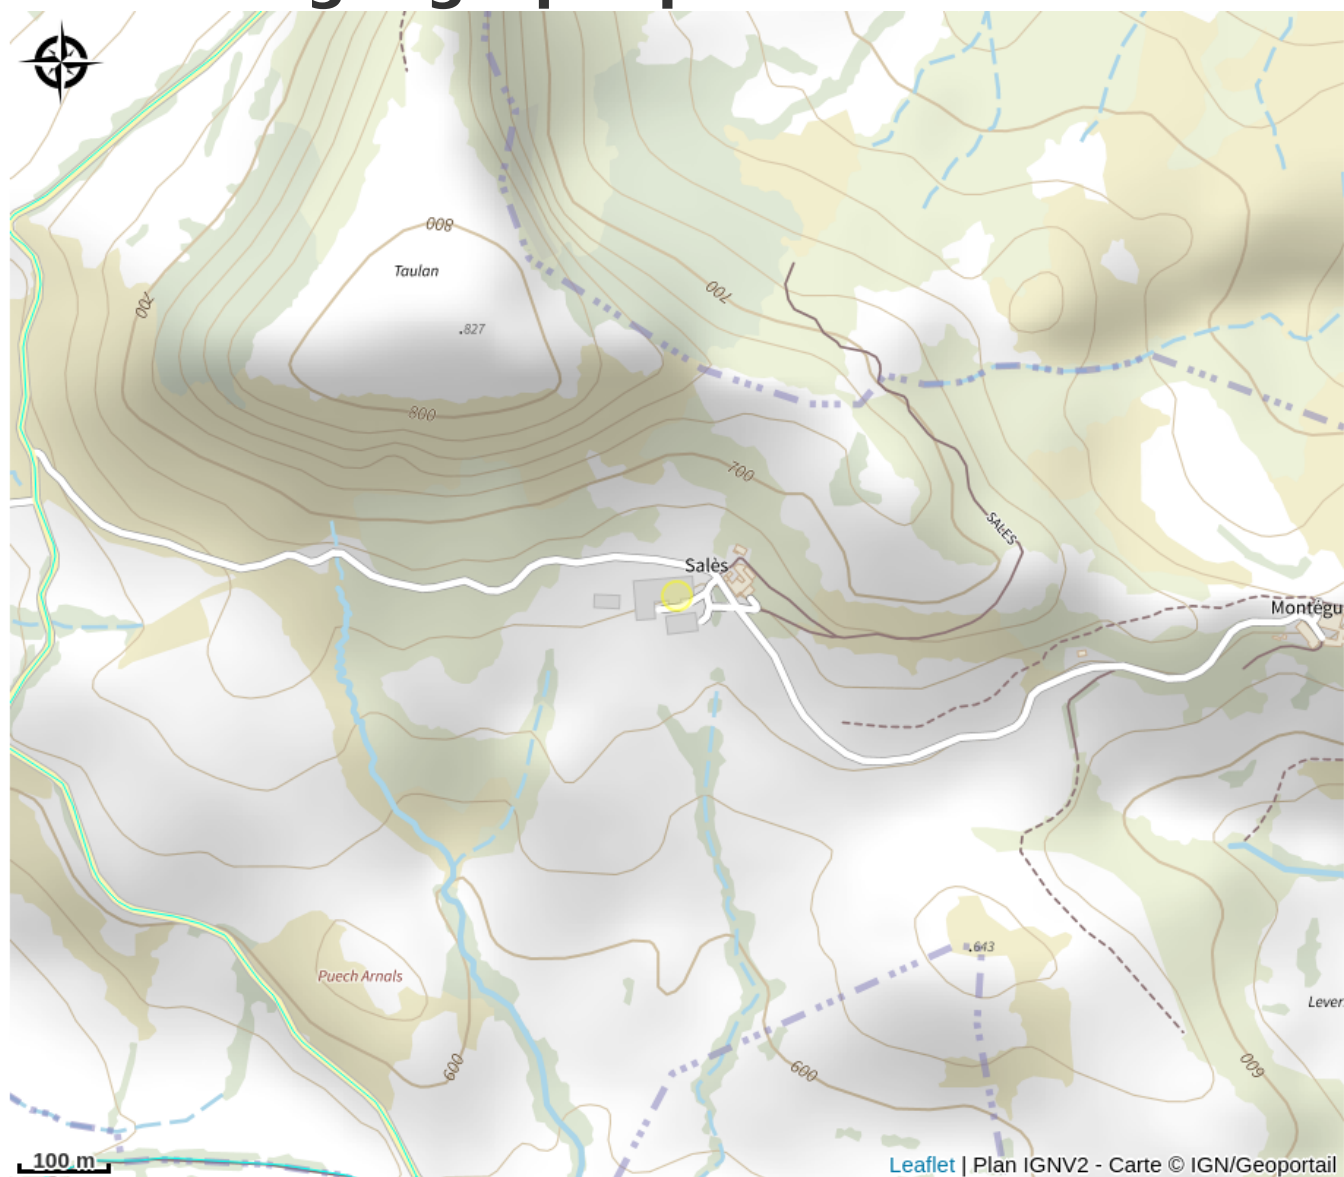 800
Taulan
.827
700
700
800
700
SALES
Salès
Montégu
.643
Puech Arnals
Lever
600
600
600
100 m
Leaflet | Plan IGNV2 - Carte © IGN/Geoportail